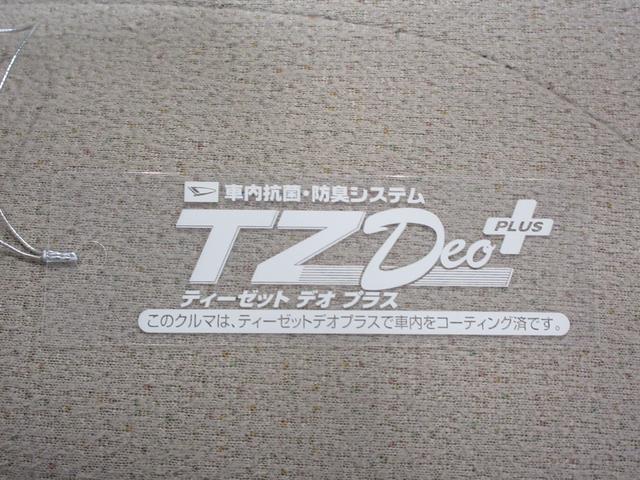 車内抗菌・防臭システム
TZ Deo PLUS
ティーゼット デオ プラス
このクルマは、ティーゼットデオプラスで車内をコーティング済です。